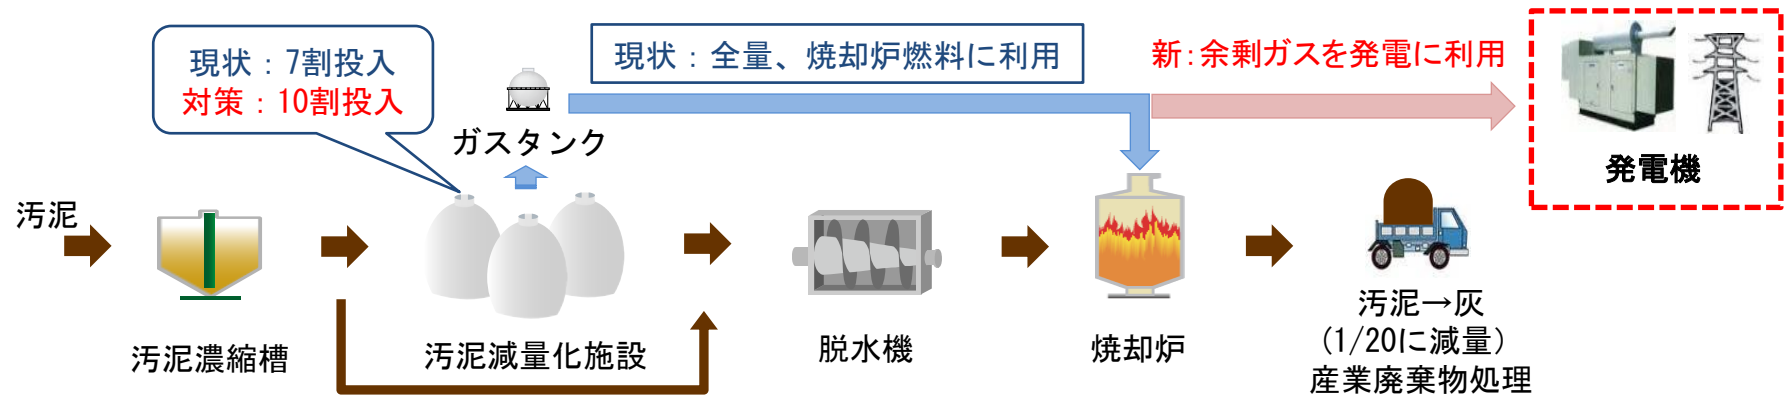 現状：7割投入
対策：10割投入
ガスタンク
現状：全量、焼却炉燃料に利用
新：余剰ガスを発電に利用
発電機
汚泥
汚泥濃縮槽
汚泥減量化施設
脱水機
焼却炉
汚泥→灰
(1/20に減量)
産業廃棄物処理